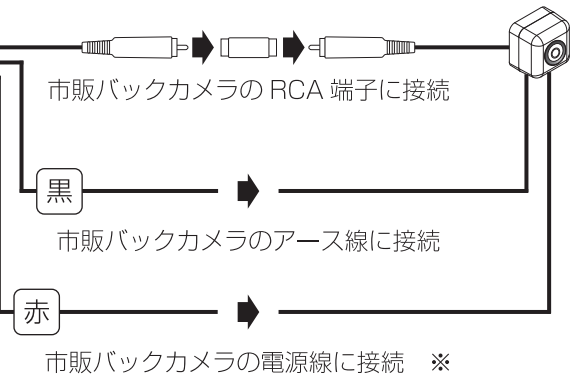 市販バックカメラの RCA 端子に接続
黒
市販バックカメラのアース線に接続
赤
市販バックカメラの電源線に接続 ※